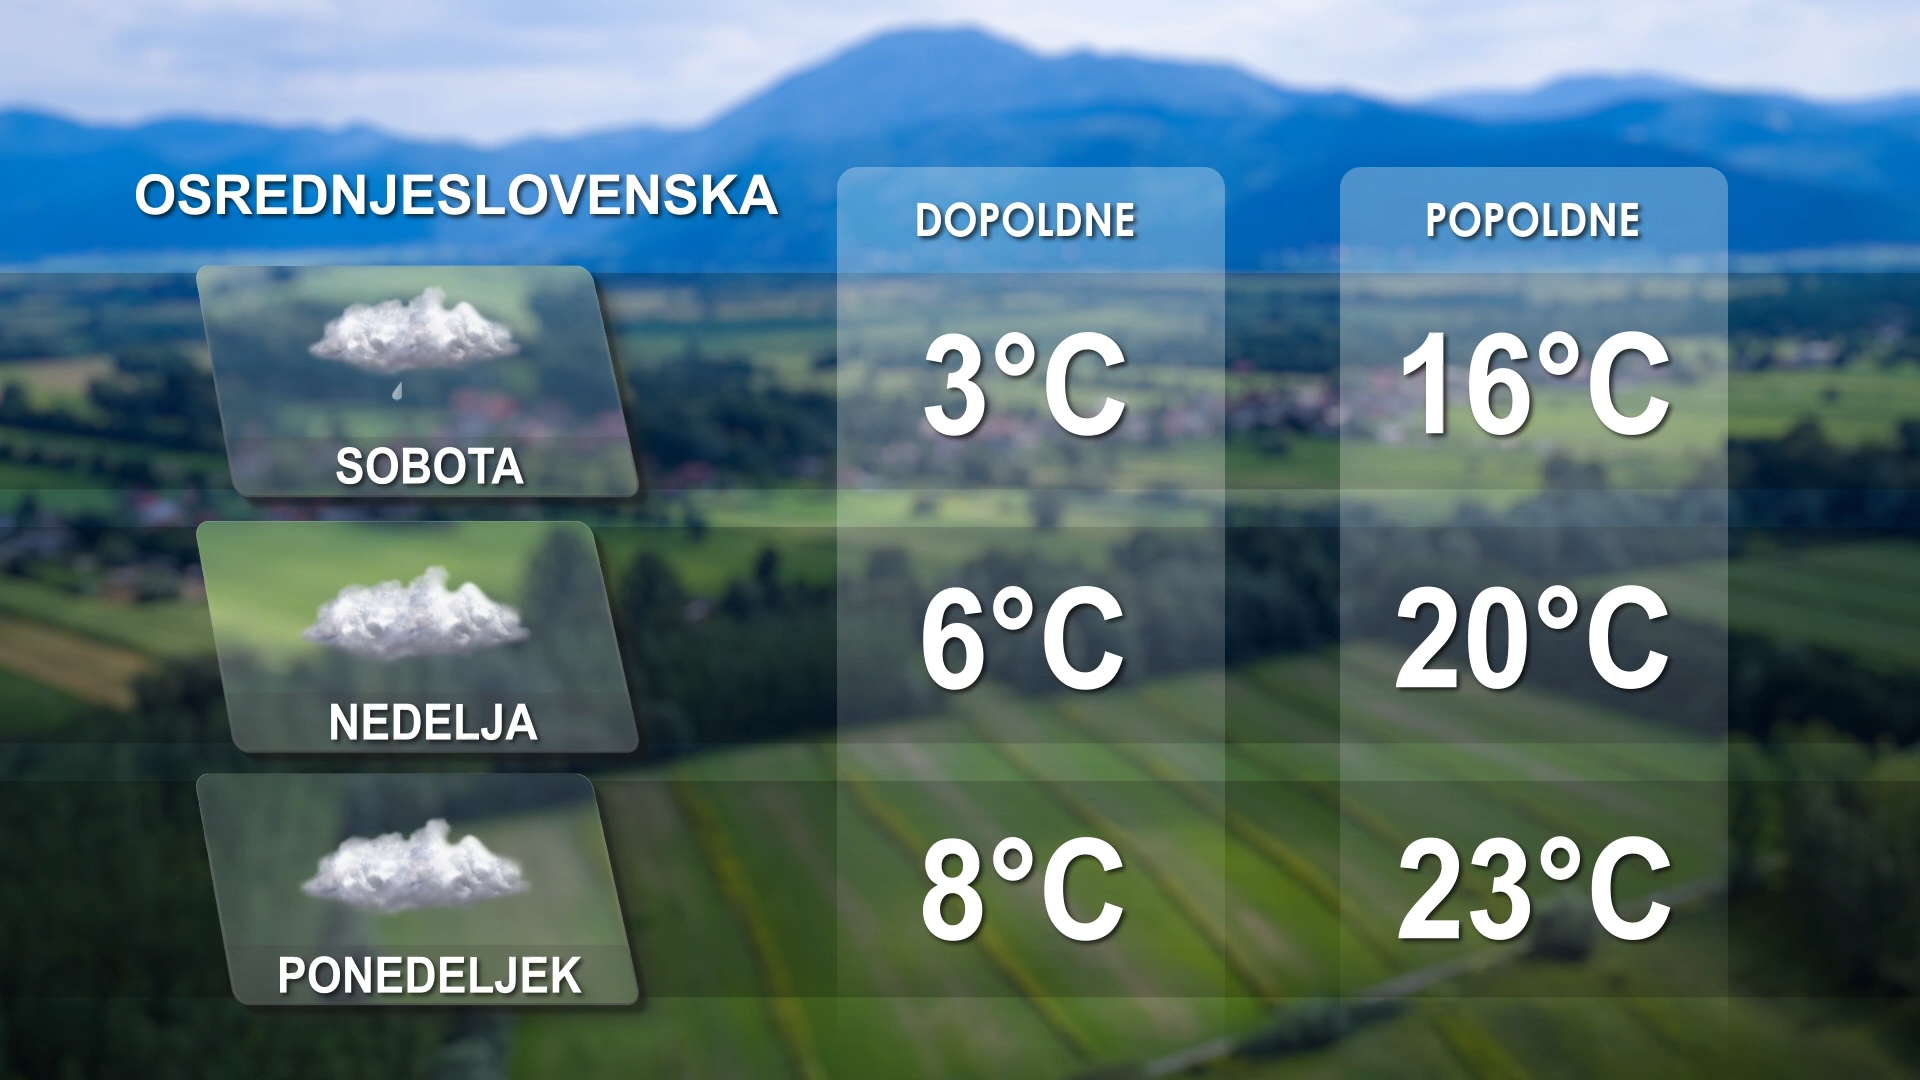 OSREDNJESLOVENSKA
DOPOLDNE
POPOLDNE
SOBOTA
3°C
16°C
NEDELJA
6°C
20°C
PONEDELJEK
8°C
23°C